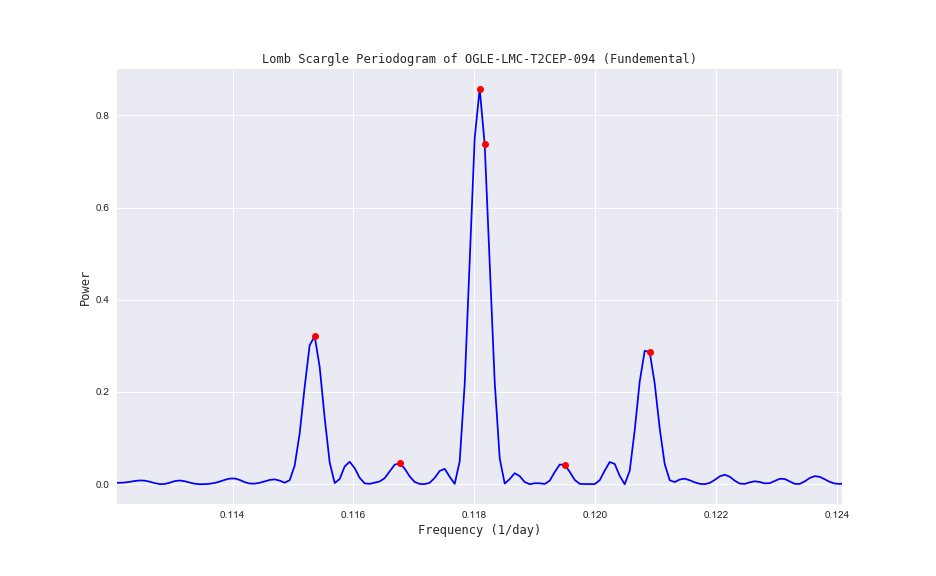 Lomb Scargle Periodogram of OGLE-LMC-T2CEP-094 (Fundemental)
0.8
0.6
0.4
0.2
0.0
Power
0.114 0.116 0.118 0.120 0.122 0.124
Frequency (1/day)